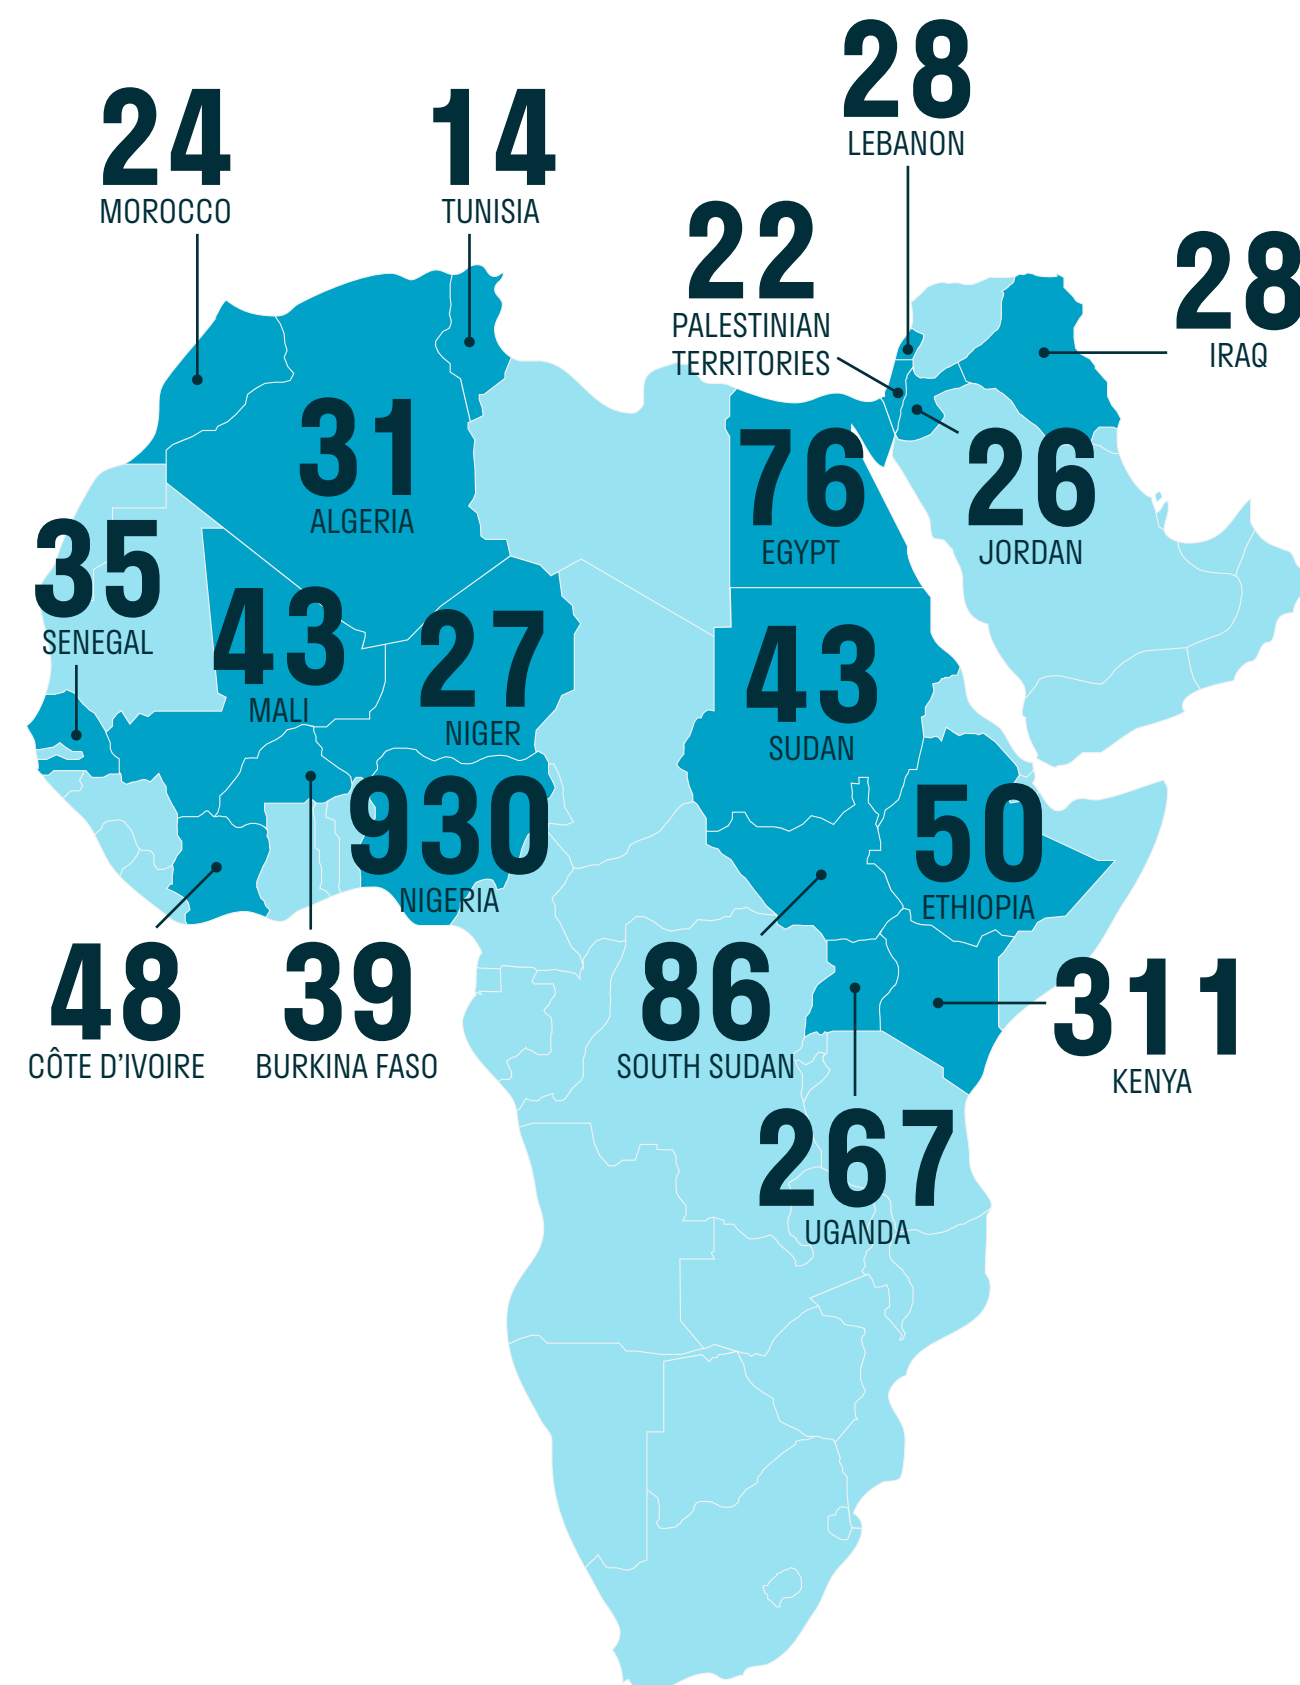 28
LEBANON
24
MOROCCO
14
TUNISIA
22
PALESTINIAN
TERRITORIES
28
IRAQ
31
ALGERIA
76
EGYPT
26
JORDAN
35
SENEGAL
43
MALI
27
NIGER
43
SUDAN
930
NIGERIA
50
ETHIOPIA
48
CÔTE D’IVOIRE
39
BURKINA FASO
86
SOUTH SUDAN
311
KENYA
267
UGANDA